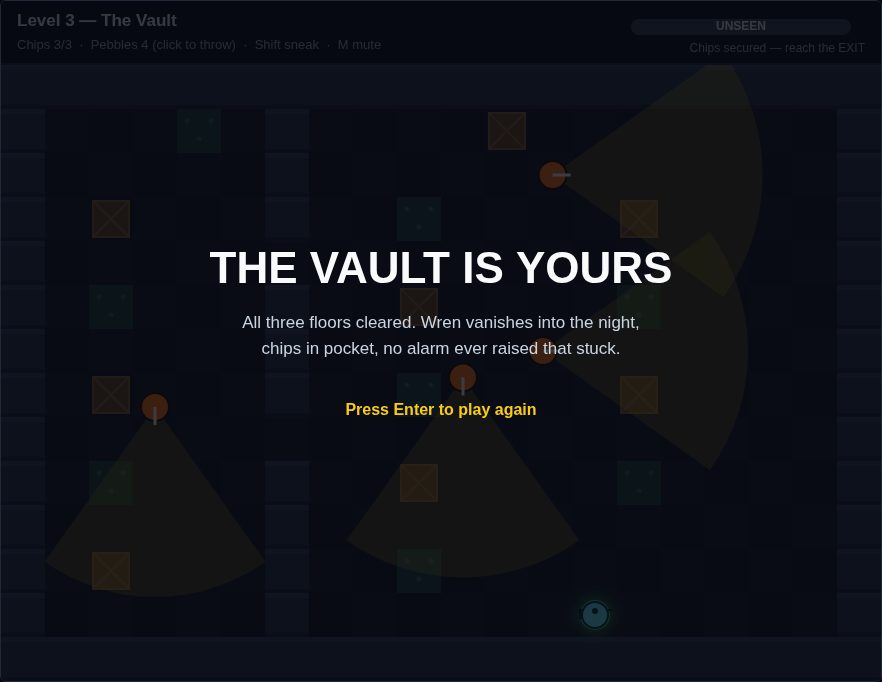 Level 3 — The Vault
UNSEEN
Chips 3/3 · Pebbles 4 (click to throw) · Shift sneak · M mute
Chips secured — reach the EXIT
THE VAULT IS YOURS
All three floors cleared. Wren vanishes into the night,
chips in pocket, no alarm ever raised that stuck.
Press Enter to play again